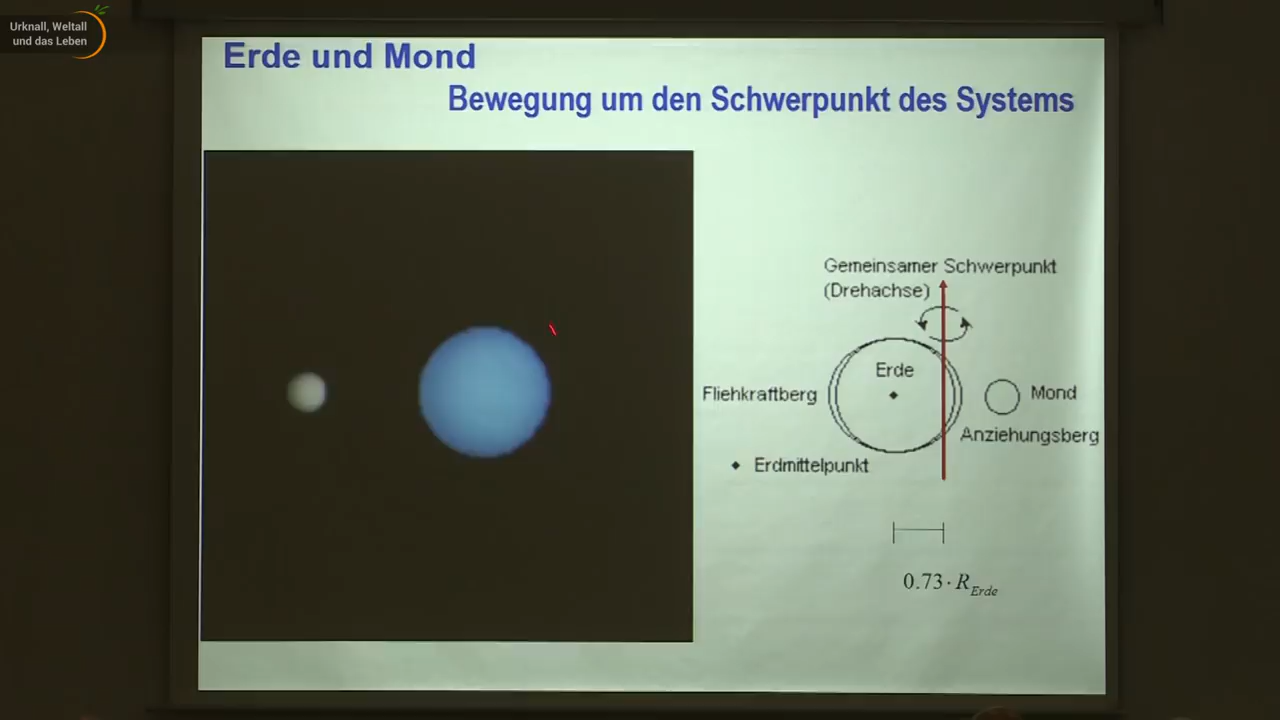 Urknall, Weltall
und das Leben
Erde und Mond
Bewegung um den Schwerpunkt des Systems
Gemeinsamer Schwerpunkt
(Drehachse)
Erde
Fliehkraftberg
Mond
Anziehungsberg
Erdmittelpunkt
0.73 · R_Erde